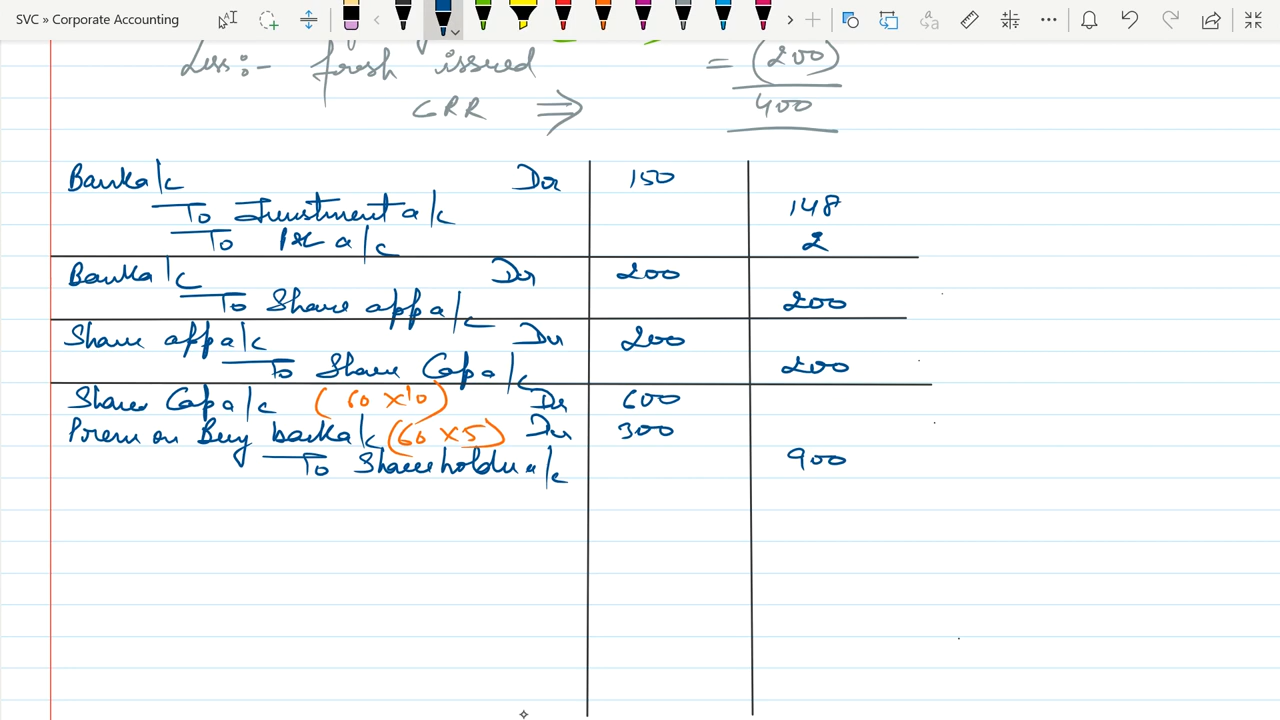 SVC » Corporate Accounting
Less:- fresh issued = (200)
CRR ⇒ 400
Bank a/c Dr 150
To Investment a/c 148
To P&L a/c 2
Bank a/c Dr 200
To Share app a/c 200
Share app a/c Dr 200
To Share Cap a/c 200
Share Cap a/c (60 x 10) Dr 600
Prem on Buy back a/c (60 x 5) Dr 300
To Shareholder a/c 900